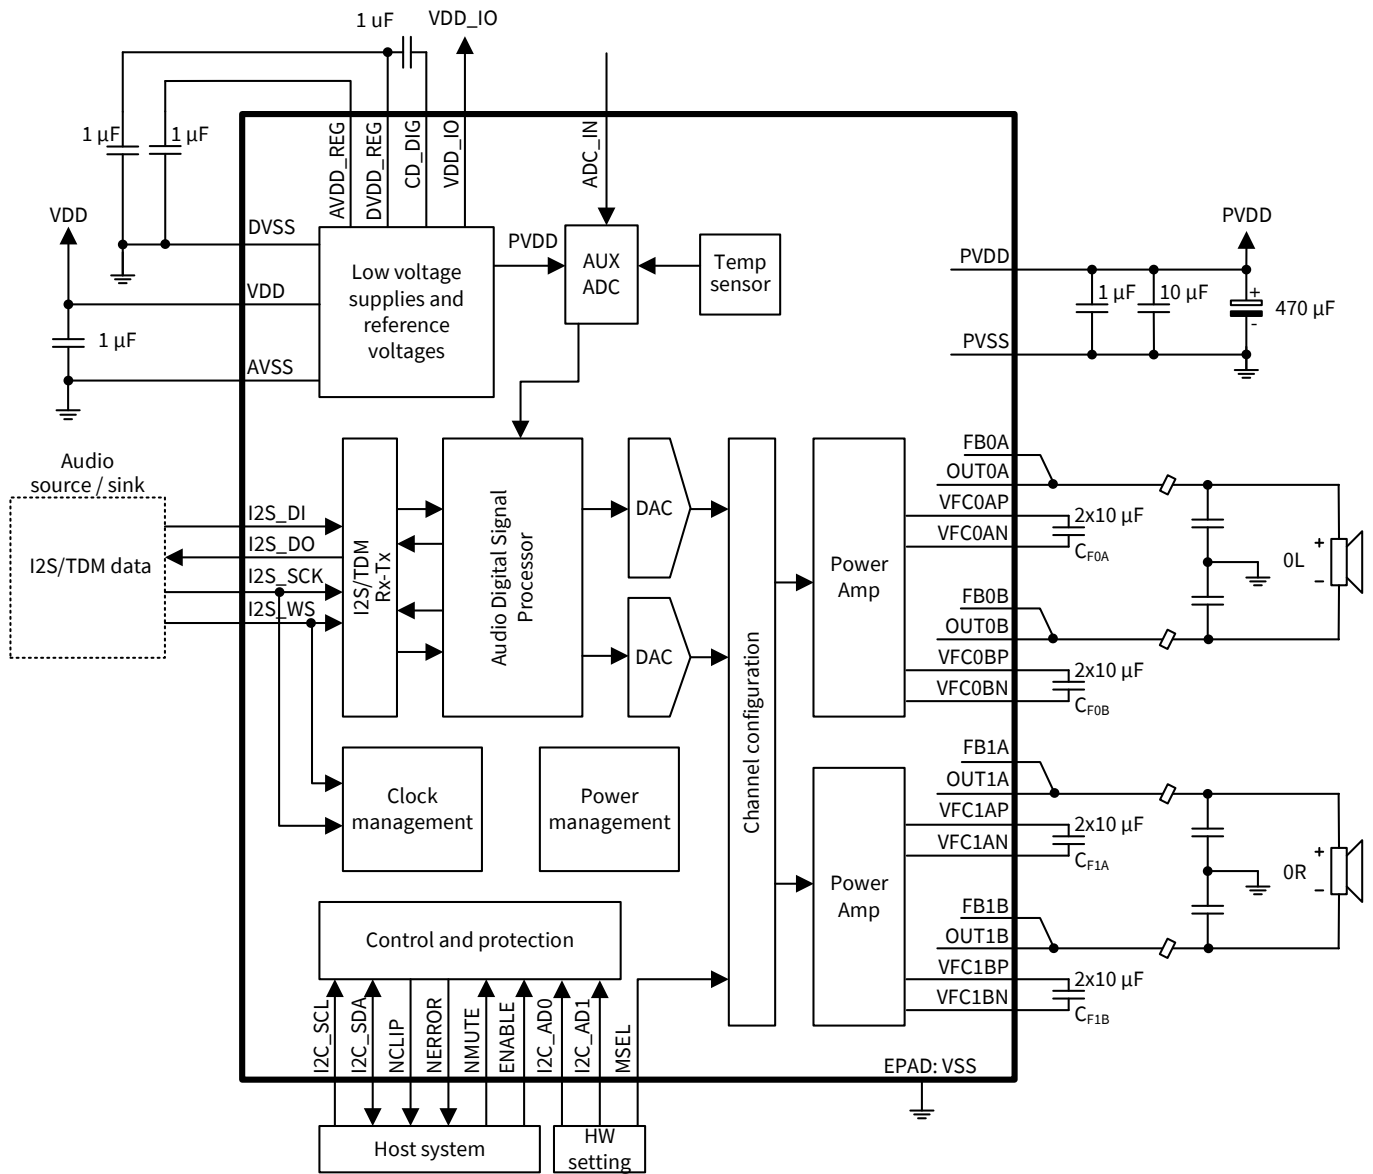 1 uF
VDD_IO
1 µF
1 µF
AVDD_REG
DVDD_REG
CD_DIG
VDD_IO
ADC_IN
VDD
DVSS
VDD
1 µF
AVSS
Low voltage
supplies and
reference
voltages
PVDD
AUX
ADC
Temp
sensor
PVDD
PVDD
1 µF
10 µF
+
-
470 µF
PVSS
Audio
source / sink
I2S/TDM data
I2S_DI
I2S_DO
I2S_SCK
I2S_WS
I2S/TDM
Rx-Tx
Audio Digital Signal
Processor
DAC
DAC
Channel configuration
Power
Amp
FB0A
OUT0A
VFC0AP
VFC0AN
2x10 µF
CF0A
FB0B
OUT0B
VFC0BP
VFC0BN
2x10 µF
CF0B
0L
+
–
Clock
management
Power
management
Power
Amp
FB1A
OUT1A
VFC1AP
VFC1AN
2x10 µF
CF1A
FB1B
OUT1B
VFC1BP
VFC1BN
2x10 µF
CF1B
0R
+
–
Control and protection
I2C_SCL
I2C_SDA
NCLIP
NERROR
NMUTE
ENABLE
I2C_AD0
I2C_AD1
MSEL
EPAD: VSS
Host system
HW
setting